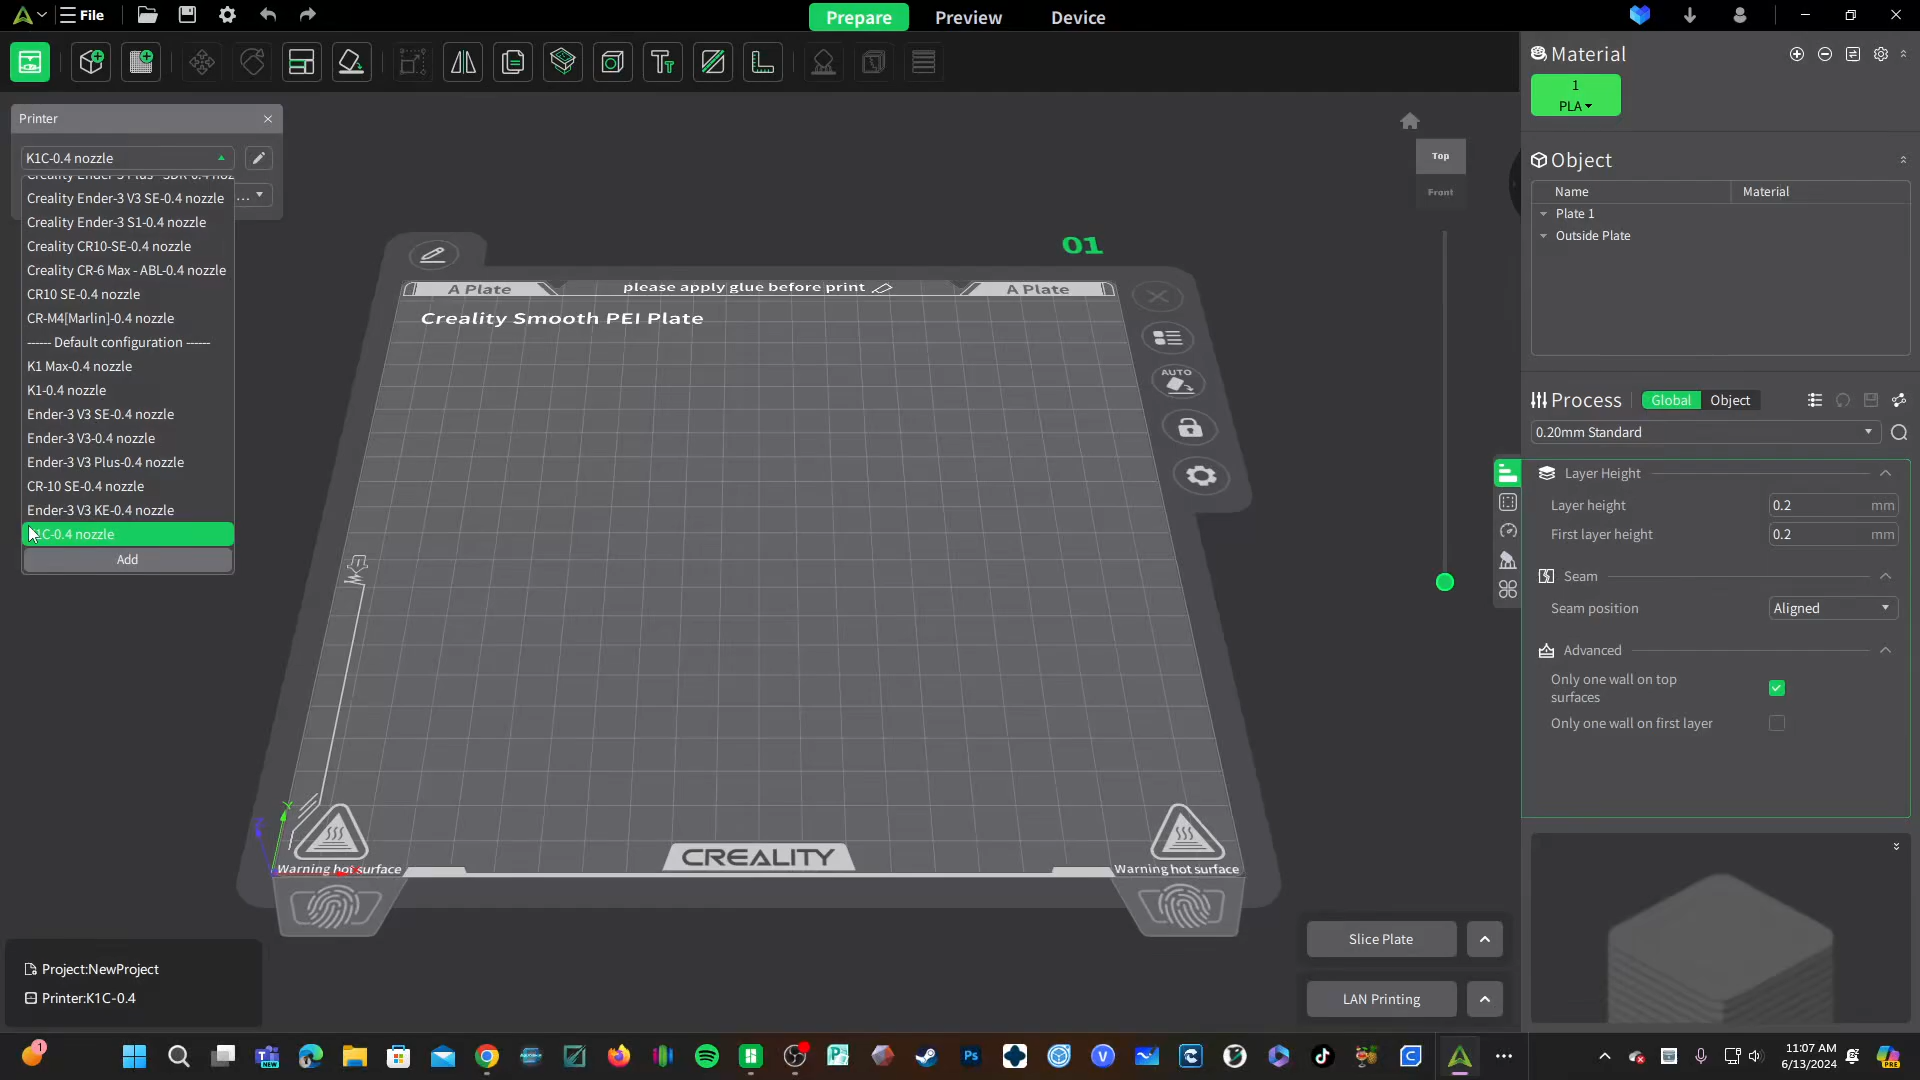 File
Prepare
Preview
Device
Printer
K1C-0.4 nozzle
Creality Ender-3 V3 SE-0.4 nozzle
Creality Ender-3 S1-0.4 nozzle
Creality CR10-SE-0.4 nozzle
Creality CR-6 Max - ABL-0.4 nozzle
CR10 SE-0.4 nozzle
CR-M4[Marlin]-0.4 nozzle
------ Default configuration ------
K1 Max-0.4 nozzle
K1-0.4 nozzle
Ender-3 V3 SE-0.4 nozzle
Ender-3 V3-0.4 nozzle
Ender-3 V3 Plus-0.4 nozzle
CR-10 SE-0.4 nozzle
Ender-3 V3 KE-0.4 nozzle
1C-0.4 nozzle
Add
...
Top
Front
01
A Plate
please apply glue before print
A Plate
Creality Smooth PEI Plate
AUTO
Warning hot surface
CREALITY
Warning hot surface
Y
Z
X
Project:NewProject
Printer:K1C-0.4
Slice Plate
LAN Printing
Material
1
PLA
Object
Name
Material
Plate 1
Outside Plate
Process
Global
Object
0.20mm Standard
Layer Height
Layer height
0.2
mm
First layer height
0.2
mm
Seam
Seam position
Aligned
Advanced
Only one wall on top
surfaces
Only one wall on first layer
1
NEW
Ps
11:07 AM
6/13/2024
PRE